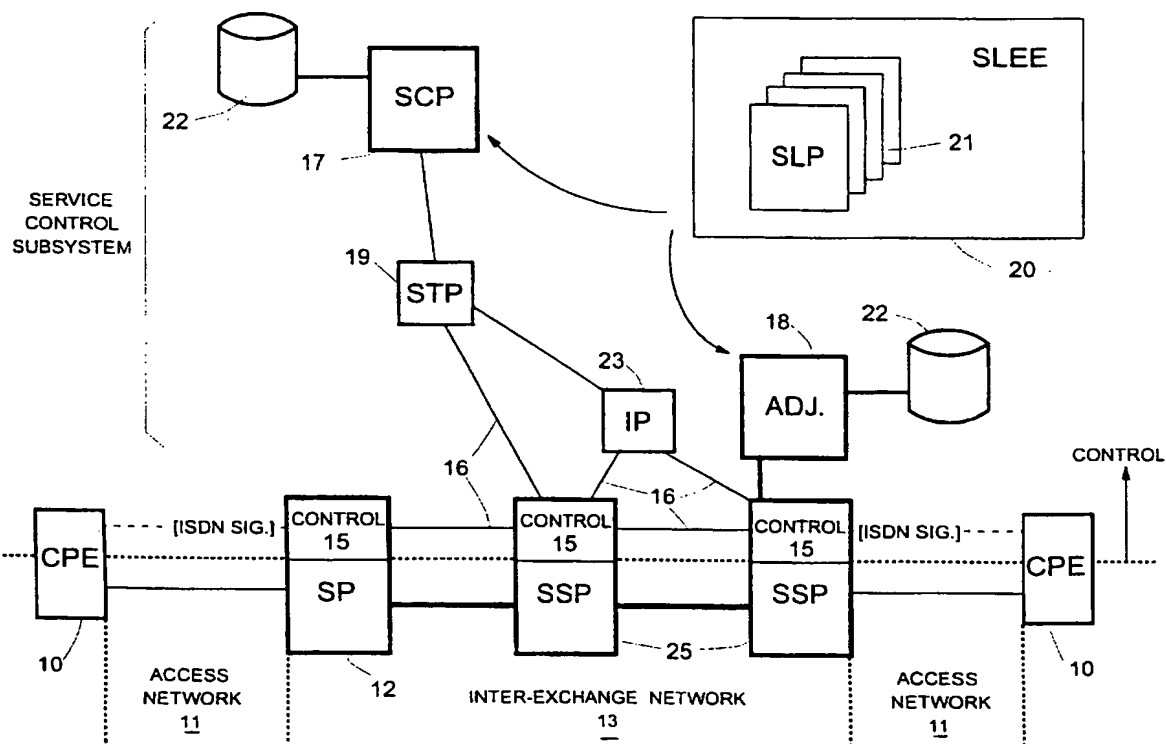 SLEE
SCP
22
SLP
21
17
SERVICE
CONTROL
SUBSYSTEM
20
19
STP
18
22
23
ADJ.
IP
CONTROL
16
16
[ISDN SIG.]
CONTROL
15
CONTROL
15
CONTROL
15
[ISDN SIG.]
CPE
SP
SSP
SSP
CPE
10
12
25
10
ACCESS
NETWORK
11
INTER-EXCHANGE NETWORK
13
ACCESS
NETWORK
11